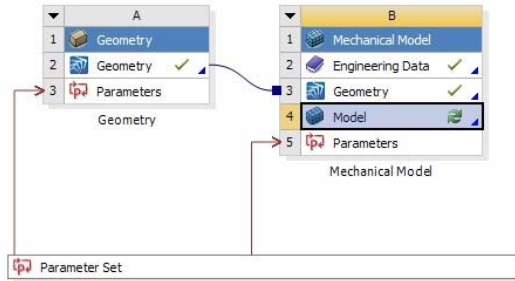 A
1 Geometry
2 Geometry
3 Parameters
Geometry
B
1 Mechanical Model
2 Engineering Data
3 Geometry
4 Model
5 Parameters
Mechanical Model
Parameter Set